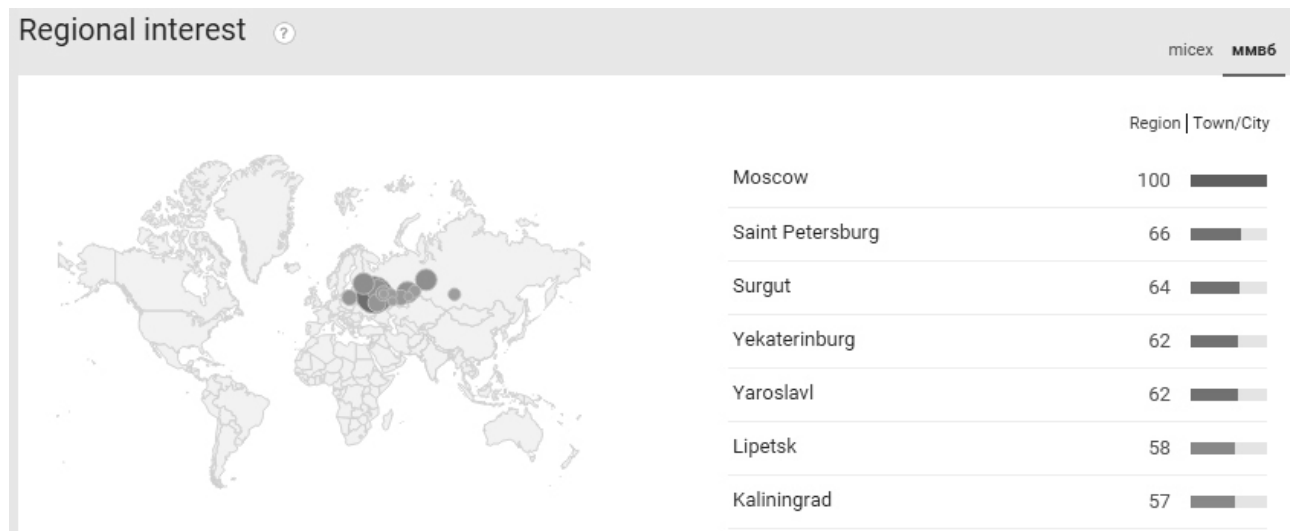 Regional interest ?
micex ммвб
Region | Town/City
Moscow 100
Saint Petersburg 66
Surgut 64
Yekaterinburg 62
Yaroslavl 62
Lipetsk 58
Kaliningrad 57